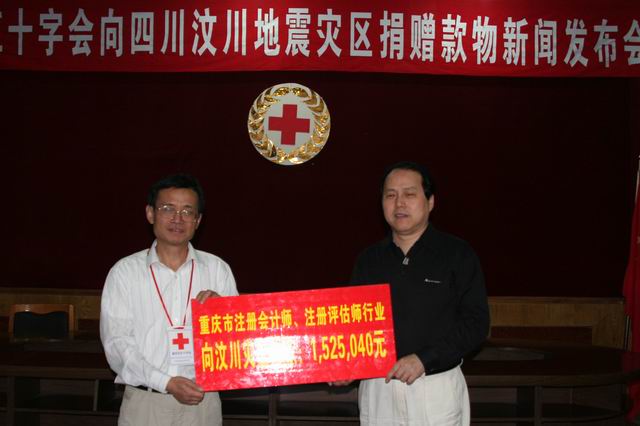 十字会向四川汶川地震灾区捐赠款物新闻发布会
重庆市注册会计师、注册评估师行业
向汶川灾 1,525,040元